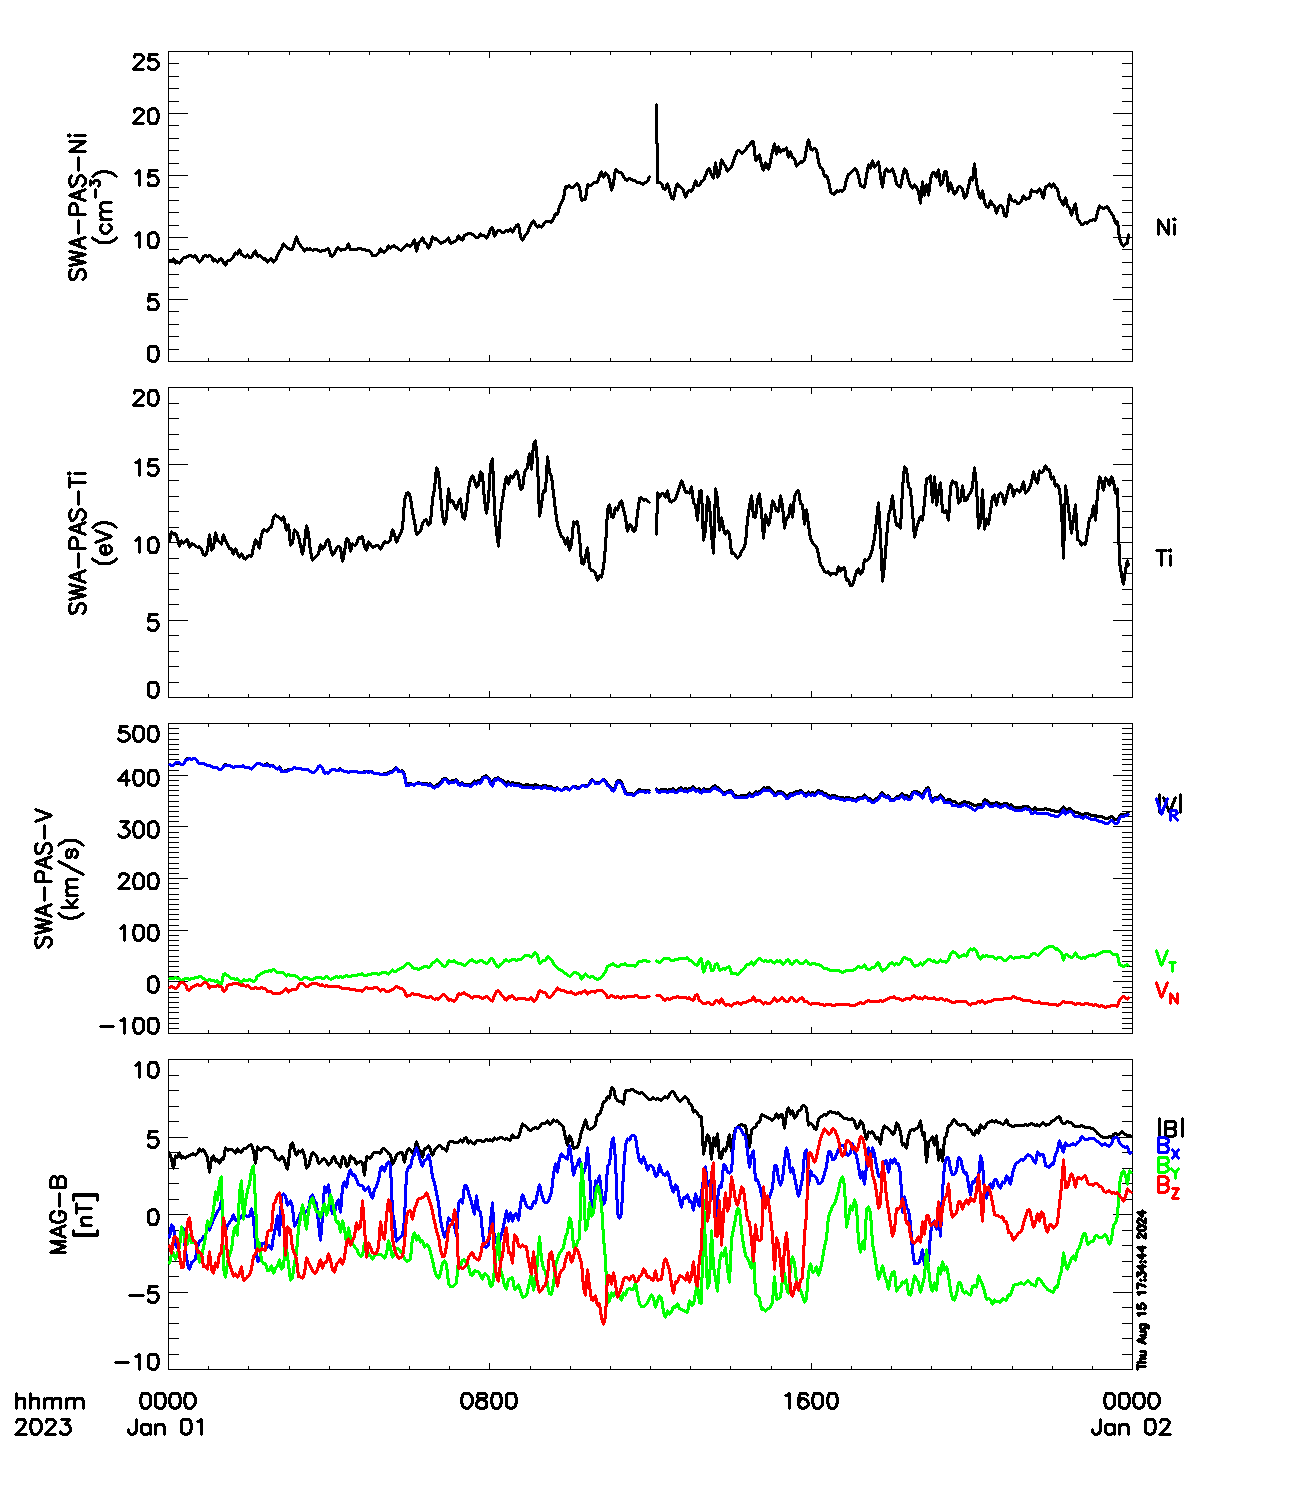 25
20
15
10
5
0
SWA-PAS-Ni
(cm-3)
Ni
20
15
10
5
0
SWA-PAS-Ti
(eV)
Ti
500
400
300
200
100
0
-100
SWA-PAS-V
(km/s)
|V|
VR
VT
VN
10
5
0
-5
-10
MAG-B
[nT]
|B|
BX
BY
BZ
Thu Aug 15 17:34:44 2024
hhmm 0000 0800 1600 0000
2023 Jan 01 Jan 02